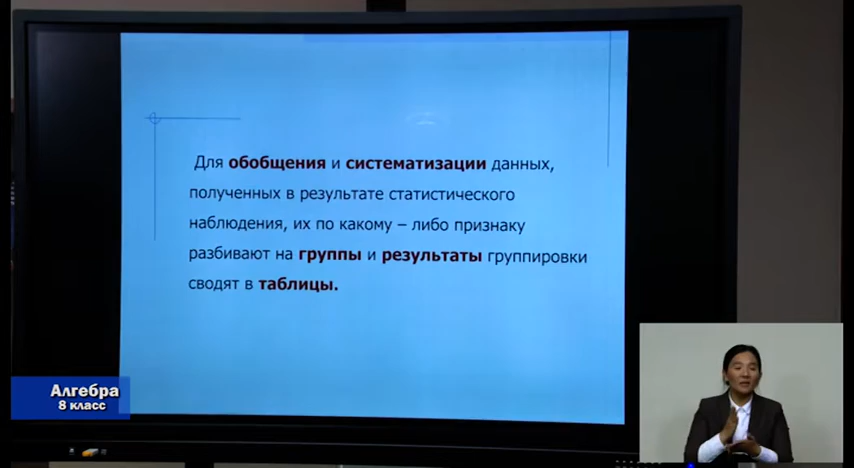 Для обобщения и систематизации данных,
полученных в результате статистического
наблюдения, их по какому – либо признаку
разбивают на группы и результаты группировки
сводят в таблицы.
Алгебра
8 класс